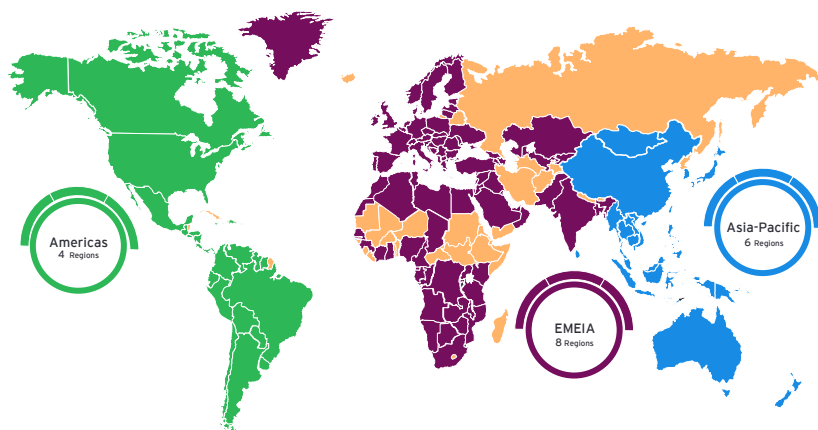 Americas
4 Regions
EMEIA
8 Regions
Asia-Pacific
6 Regions